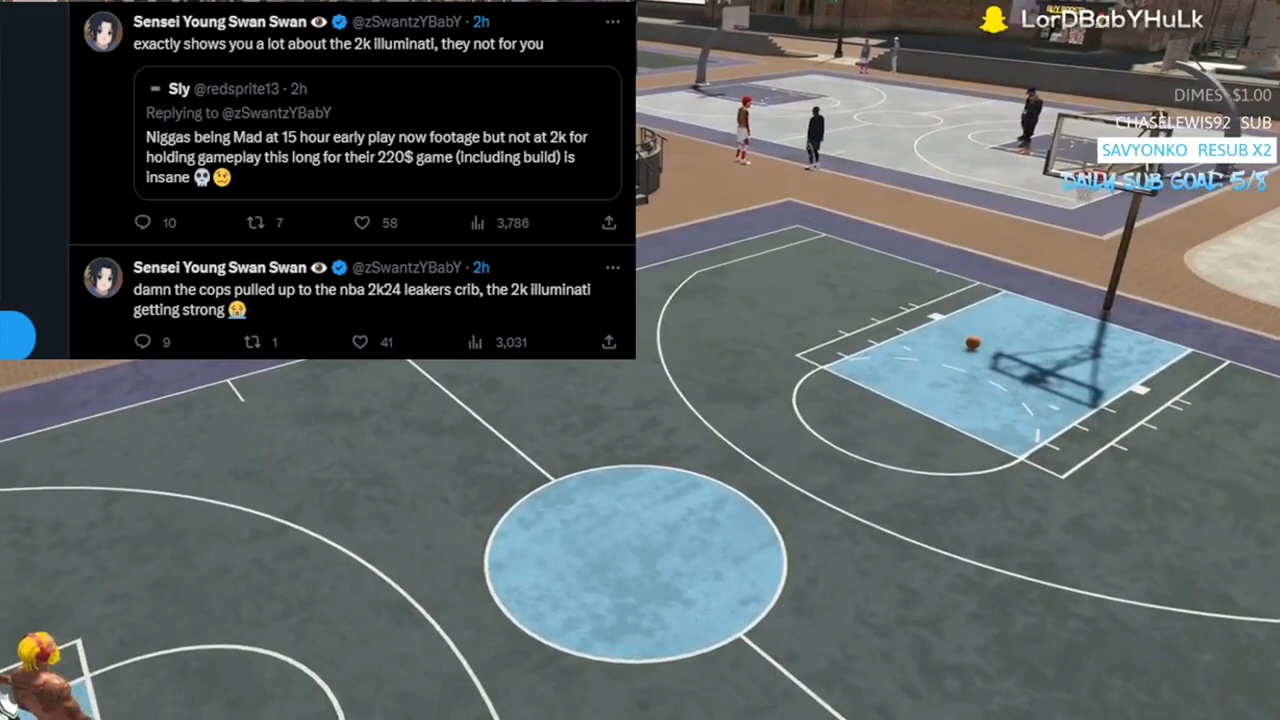 Sensei Young Swan Swan 👁 @zSwantzYBabY · 2h
exactly shows you a lot about the 2k illuminati, they not for you
Sly @redsprlte13 · 2h
Replying to @zSwantzYBabY
Niggas being Mad at 15 hour early play now footage but not at 2k for
holding gameplay this long for their 220$ game (including build) is
insane 💀🥴
10 7 58 3,786
Sensei Young Swan Swan 👁 @zSwantzYBabY · 2h
damn the cops pulled up to the nba 2k24 leakers crib, the 2k illuminati
getting strong 😭
9 1 41 3,031
LorDBabYHuLk
DIMES $1.00
CHASELEWIS92 SUB
SAVYONKO RESUB X2
DAILY SUB GOAL: 5/8